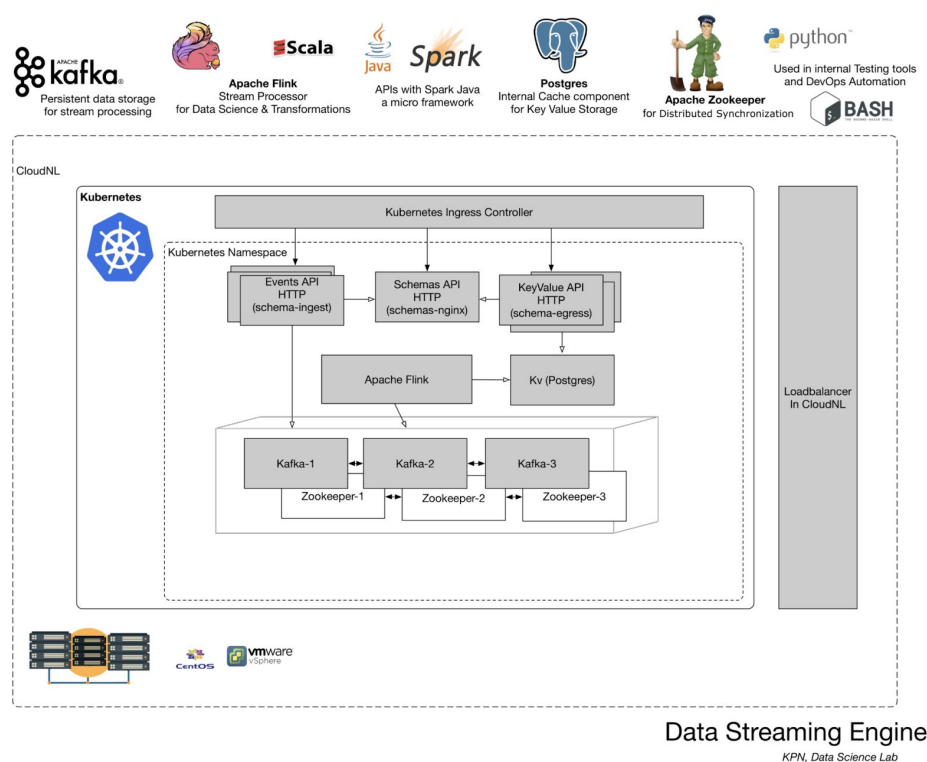 APACHE
kafka®
Persistent data storage
for stream processing
Scala
Apache Flink
Stream Processor
for Data Science & Transformations
Java
Spark
APIs with Spark Java
a micro framework
Postgres
Internal Cache component
for Key Value Storage
Apache Zookeeper
for Distributed Synchronization
python™
Used in internal Testing tools
and DevOps Automation
$_
BASH
THE BOURNE-AGAIN SHELL
CloudNL
Kubernetes
Kubernetes Ingress Controller
Kubernetes Namespace
Events API
HTTP
(schema-ingest)
Schemas API
HTTP
(schemas-nginx)
KeyValue API
HTTP
(schema-egress)
Apache Flink
Kv (Postgres)
Loadbalancer
In CloudNL
Kafka-1
Kafka-2
Kafka-3
Zookeeper-1
Zookeeper-2
Zookeeper-3
CentOS
vmware
vSphere
Data Streaming Engine
KPN, Data Science Lab